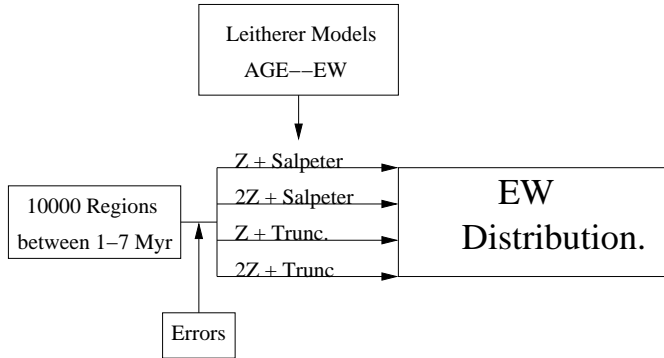 Leitherer Models
AGE−−EW
Z + Salpeter
2Z + Salpeter
Z + Trunc.
2Z + Trunc
10000 Regions
between 1−7 Myr
Errors
EW
Distribution.